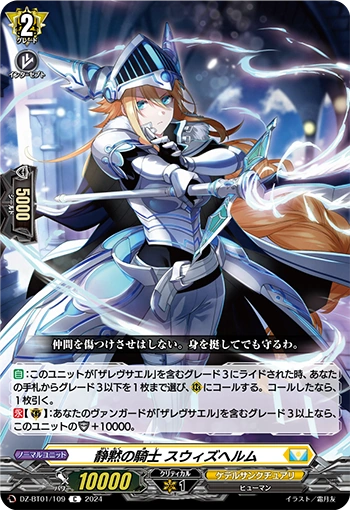 2
グレード
インターセプト
5000
シールド
仲間を傷つけさせはしない。身を挺してでも守るわ。
自：このユニットが「ザレヴサエル」を含むグレード３にライドされた時、あなた
の手札からグレード３以下を１枚まで選び、Ⓡにコールする。コールしたなら、
１枚引く。
永【Ⓖ】：あなたのヴァンガードが「ザレヴサエル」を含むグレード３以上なら、
このユニットの＋10000。
ノーマルユニット
静黙の騎士 スウィズヘルム
パワー
10000
クリティカル
1
ケテルサンクチュアリ
ヒューマン
DZ-BT01/109 C 2024
イラスト／霜月友